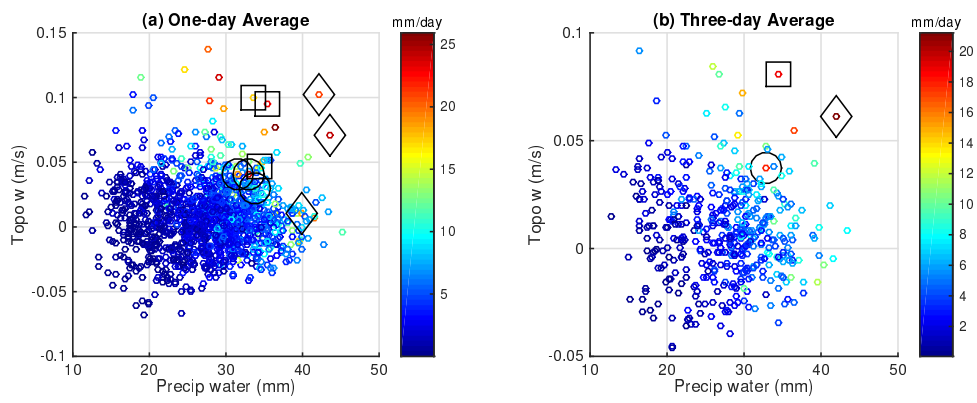 (a) One-day Average
mm/day
0.15
0.1
0.05
0
-0.05
-0.1
Topo w (m/s)
10 20 30 40 50
Precip water (mm)
25
20
15
10
5
(b) Three-day Average
mm/day
0.1
0.05
0
-0.05
Topo w (m/s)
10 20 30 40 50
Precip water (mm)
20
18
16
14
12
10
8
6
4
2